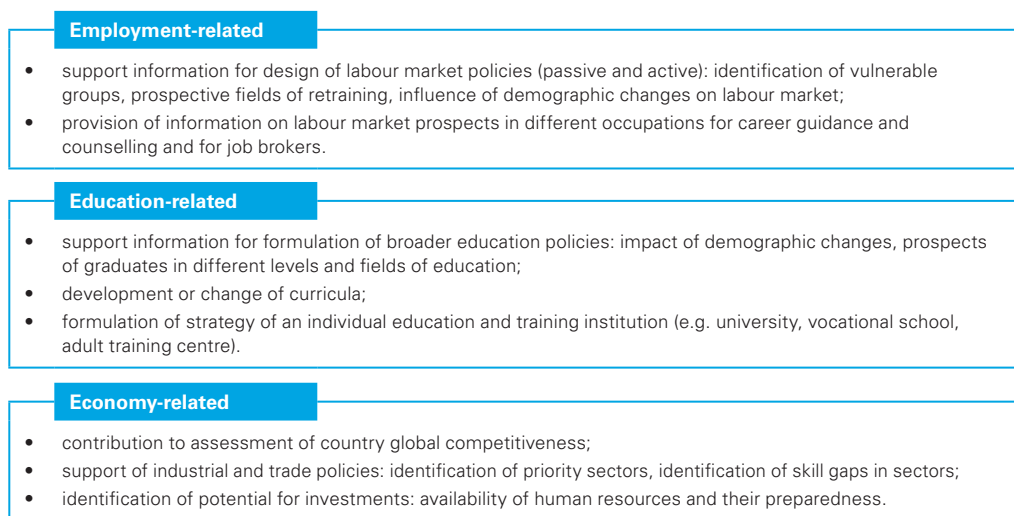 Employment-related
• support information for design of labour market policies (passive and active): identification of vulnerable
groups, prospective fields of retraining, influence of demographic changes on labour market;
• provision of information on labour market prospects in different occupations for career guidance and
counselling and for job brokers.
Education-related
• support information for formulation of broader education policies: impact of demographic changes, prospects
of graduates in different levels and fields of education;
• development or change of curricula;
• formulation of strategy of an individual education and training institution (e.g. university, vocational school,
adult training centre).
Economy-related
• contribution to assessment of country global competitiveness;
• support of industrial and trade policies: identification of priority sectors, identification of skill gaps in sectors;
• identification of potential for investments: availability of human resources and their preparedness.